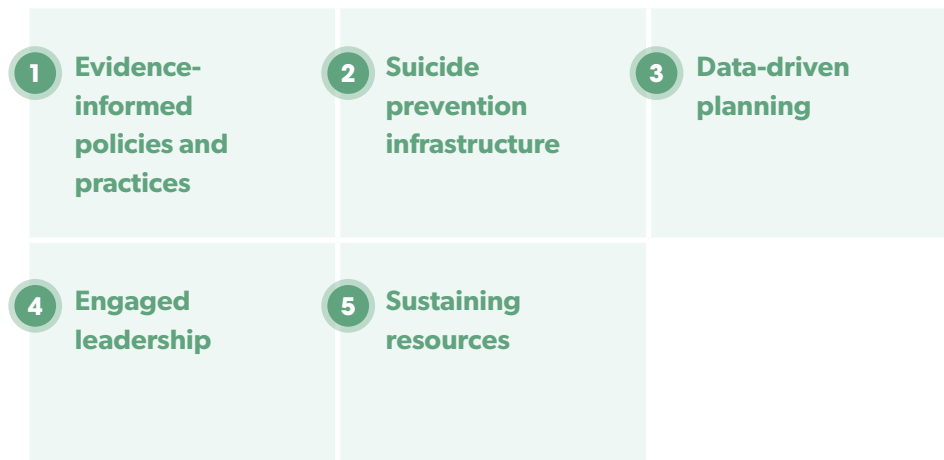 1 Evidence-
informed
policies and
practices
2 Suicide
prevention
infrastructure
3 Data-driven
planning
4 Engaged
leadership
5 Sustaining
resources